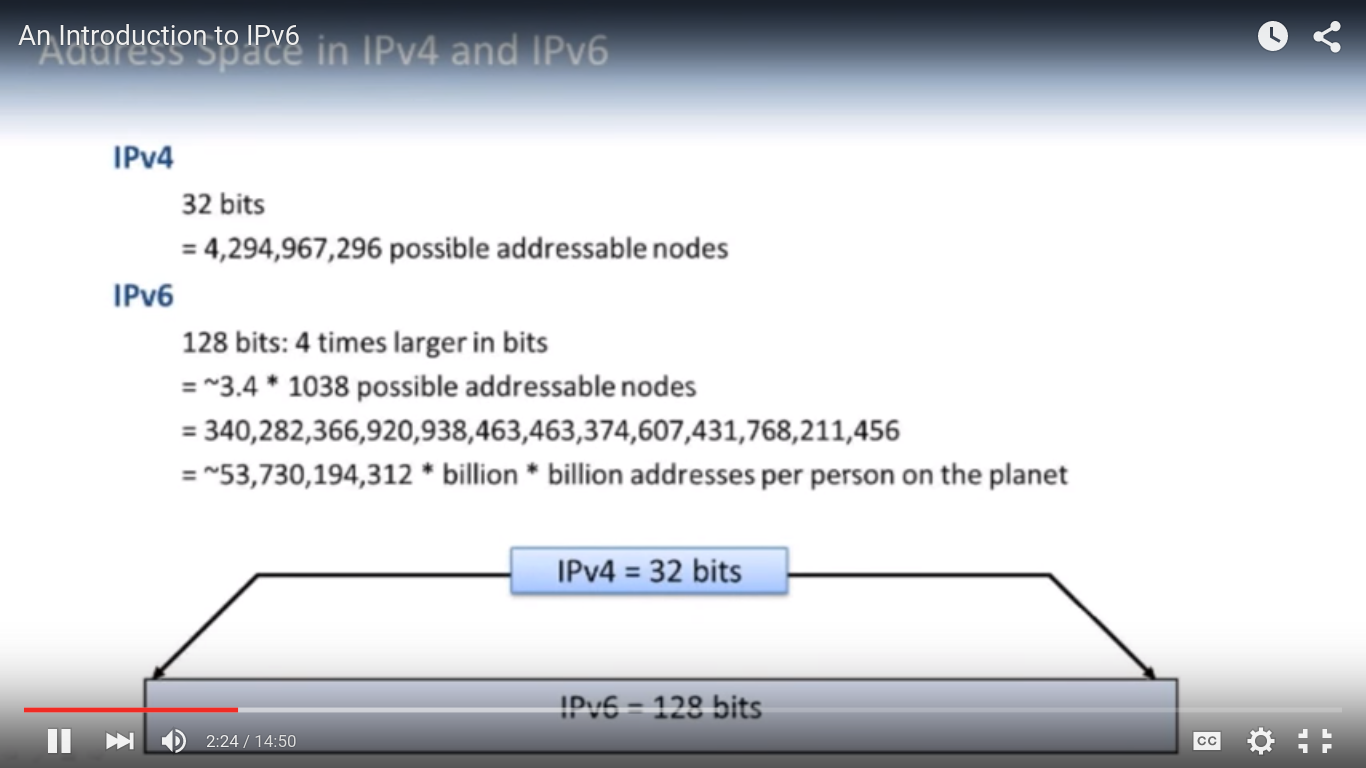 An Introduction to IPv6
Address Space in IPv4 and IPv6
IPv4
32 bits
= 4,294,967,296 possible addressable nodes
IPv6
128 bits: 4 times larger in bits
= ~3.4 * 1038 possible addressable nodes
= 340,282,366,920,938,463,463,374,607,431,768,211,456
= ~53,730,194,312 * billion * billion addresses per person on the planet
IPv4 = 32 bits
IPv6 = 128 bits
2:24 / 14:50
CC